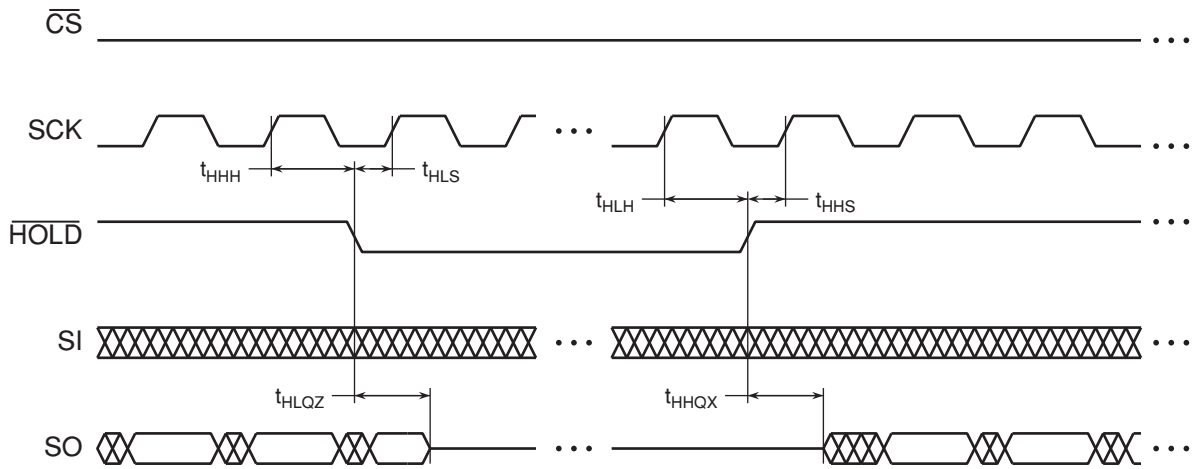 CS
SCK
tHHH
tHLS
tHLH
tHHS
HOLD
SI
tHLQZ
tHHQX
SO